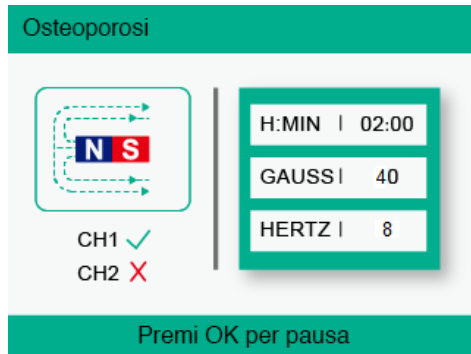 Osteoporosi
N S
CH1 ✓
CH2 X
H:MIN | 02:00
GAUSS | 40
HERTZ | 8
Premi OK per pausa